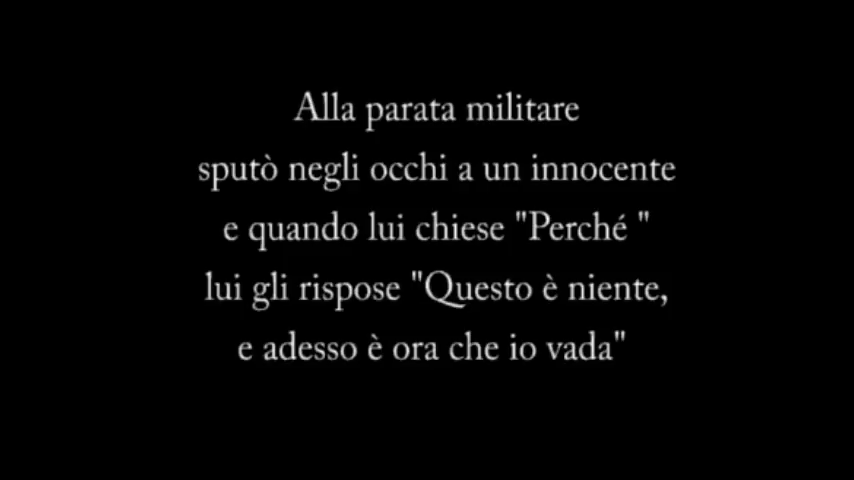 Alla parata militare
sputò negli occhi a un innocente
e quando lui chiese "Perché "
lui gli rispose "Questo è niente,
e adesso è ora che io vada"